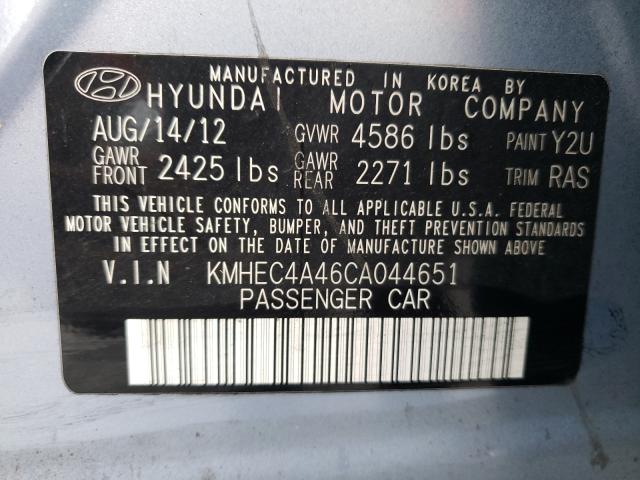 MANUFACTURED IN KOREA BY
HYUNDAI MOTOR COMPANY
AUG/14/12 GVWR 4586 lbs PAINT Y2U
GAWR FRONT 2425 lbs GAWR REAR 2271 lbs TRIM RAS
THIS VEHICLE CONFORMS TO ALL APPLICABLE U.S.A. FEDERAL
MOTOR VEHICLE SAFETY, BUMPER, AND THEFT PREVENTION STANDARDS
IN EFFECT ON THE DATE OF MANUFACTURE SHOWN ABOVE
V.I.N KMHEC4A46CA044651
PASSENGER CAR